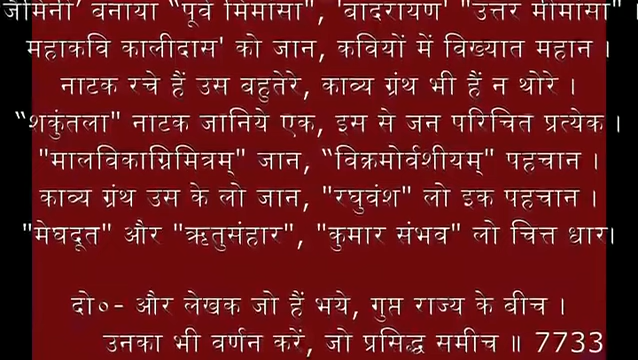 जैमिनी' बनाया “पूर्व मिमांसा", 'बादरायण' "उत्तर मीमांसा" ।
महाकवि कालीदास' को जान, कवियों में विख्यात महान ।
नाटक रचे हैं उस बहुतेरे, काव्य ग्रंथ भी हैं न थोरे ।
“शकुंतला" नाटक जानिये एक, इस से जन परिचित प्रत्येक ।
"मालविकाग्निमित्रम्" जान, “विक्रमोर्वशीयम्" पहचान ।
काव्य ग्रंथ उस के लो जान, "रघुवंश" लो इक पहचान ।
"मेघदूत" और "ऋतुसंहार", "कुमार संभव" लो चित्त धार।
दो०- और लेखक जो हैं भये, गुप्त राज्य के बीच ।
उनका भी वर्णन करें, जो प्रसिद्ध समीच ॥ 7733